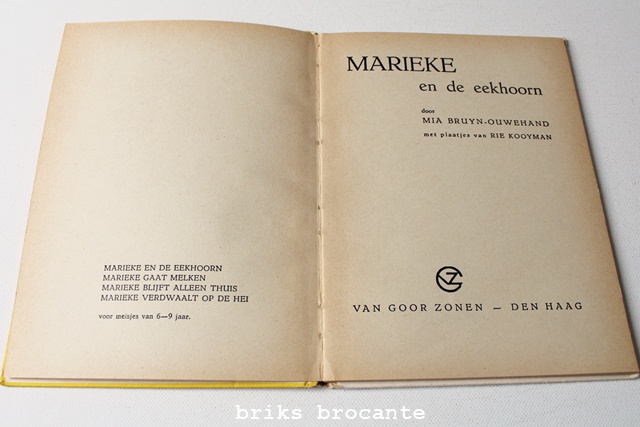 MARIEKE EN DE EEKHOORN
MARIEKE GAAT MELKEN
MARIEKE BLIJFT ALLEEN THUIS
MARIEKE VERDWAALT OP DE HEI
voor meisjes van 6—9 jaar.
MARIEKE
en de eekhoorn
door
MIA BRUYN-OUWEHAND
met plaatjes van RIE KOOYMAN
GZ
VAN GOOR ZONEN — DEN HAAG
briks brocante